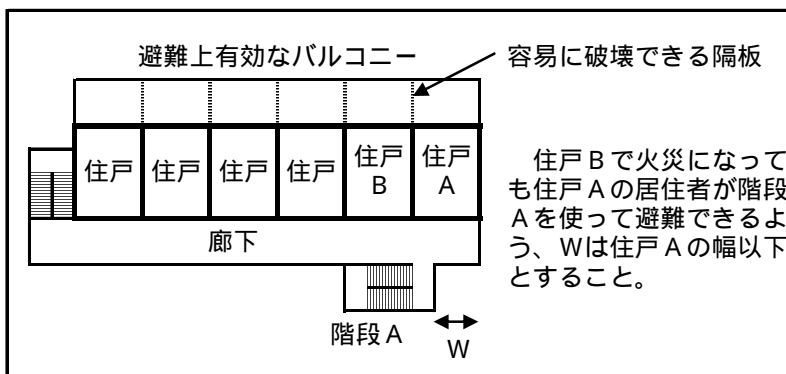 避難上有効なバルコニー
容易に破壊できる隔板
住戸
住戸
住戸
住戸
住戸
B
住戸
A
住戸Bで火災になって
も住戸Aの居住者が階段
Aを使って避難できるよ
う、Wは住戸Aの幅以下
とすること。
廊下
階段A
W